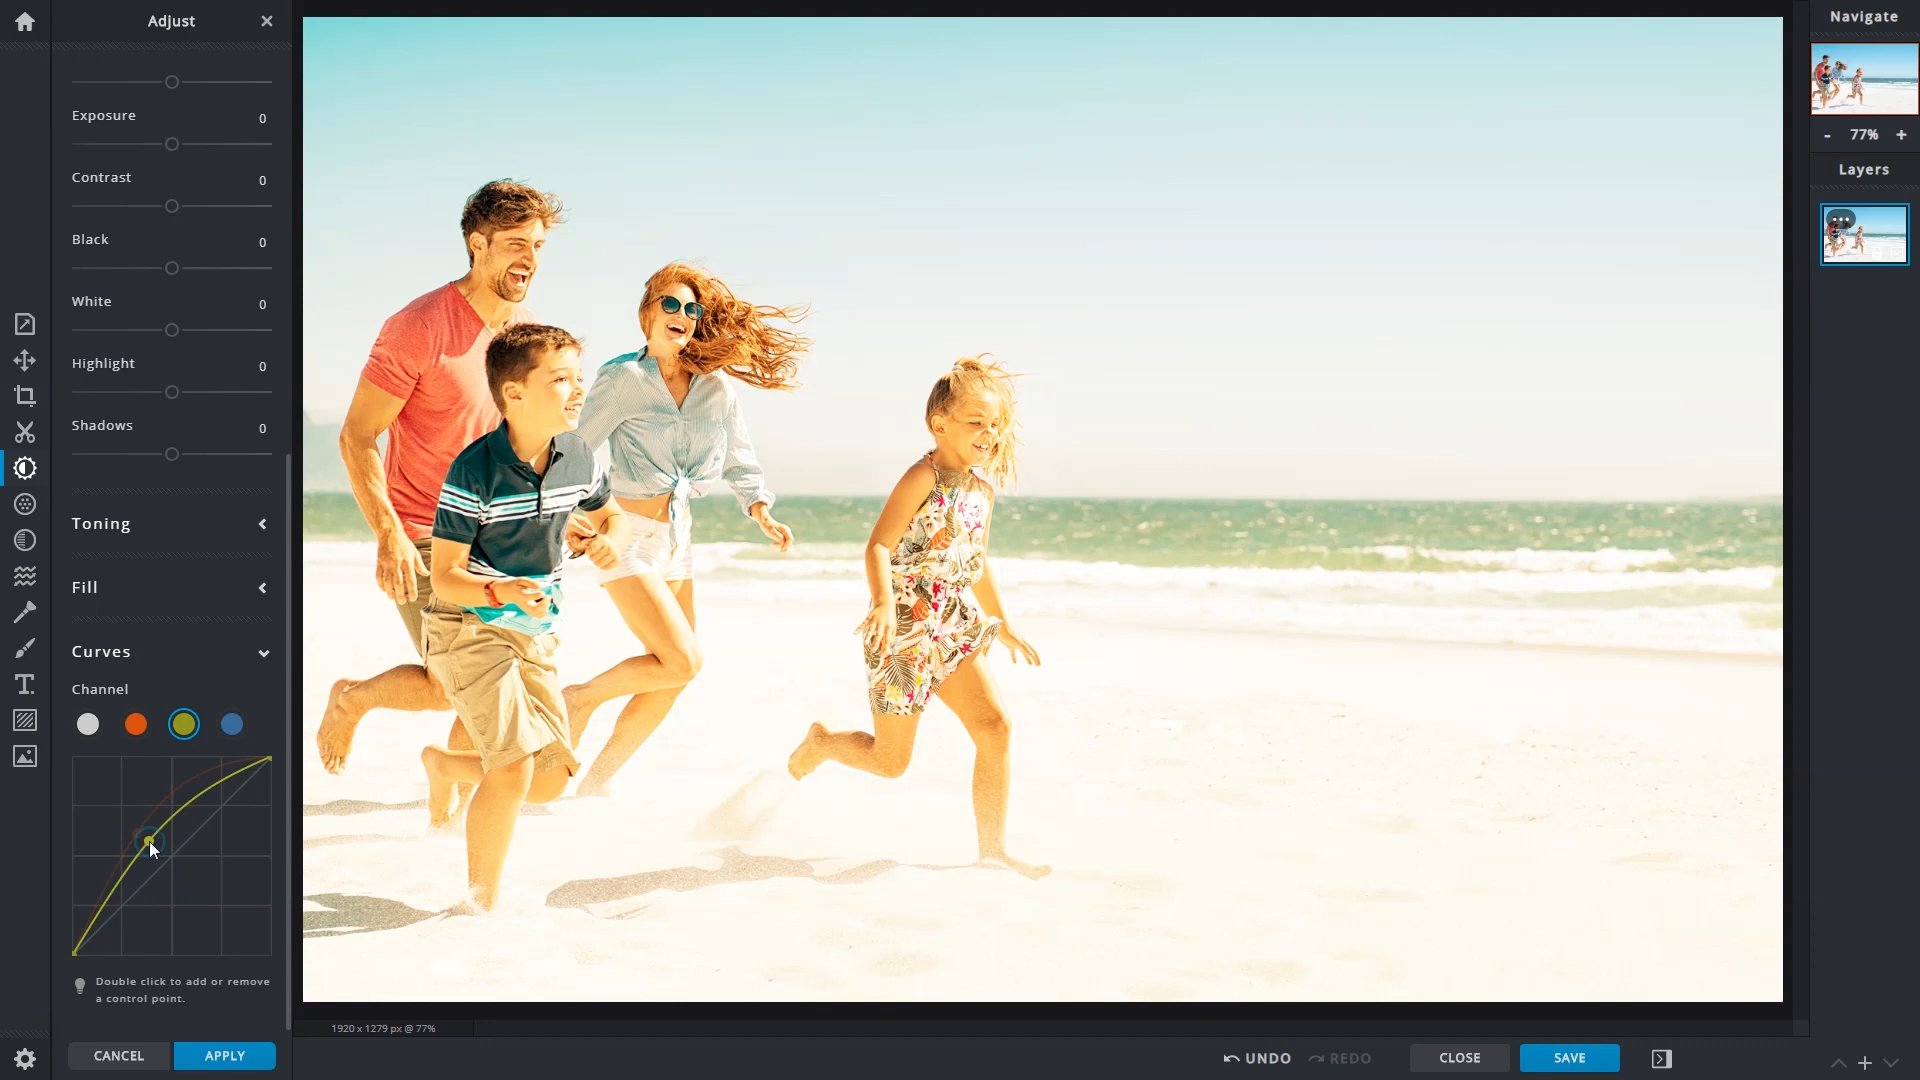 Adjust
Exposure 0
Contrast 0
Black 0
White 0
Highlight 0
Shadows 0
Toning
Fill
Curves
Channel
Double click to add or remove
a control point.
CANCEL APPLY
1920 x 1279 px @ 77%
UNDO REDO CLOSE SAVE
Navigate
- 77% +
Layers